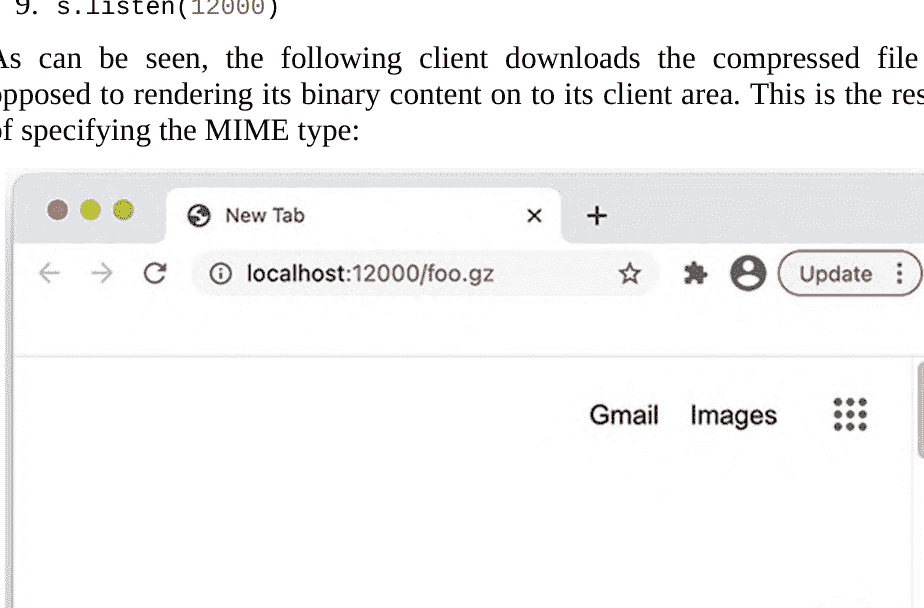 9. s.listen(12000)
As can be seen, the following client downloads the compressed file
opposed to rendering its binary content on to its client area. This is the res
of specifying the MIME type:
New Tab
localhost:12000/foo.gz
Update
Gmail Images